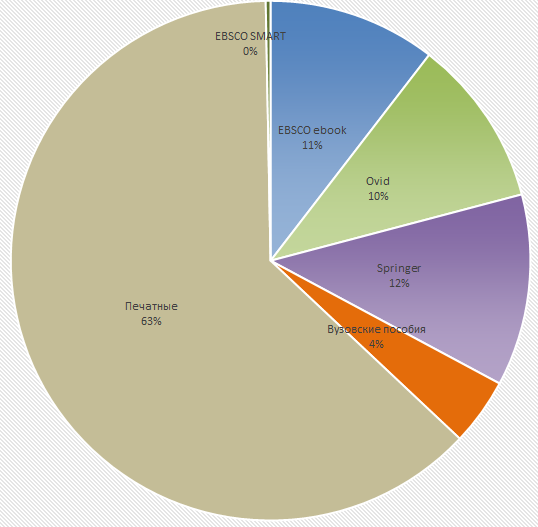 EBSCO SMART
0%
EBSCO ebook
11%
Ovid
10%
Springer
12%
Вузовские пособия
4%
Печатные
63%